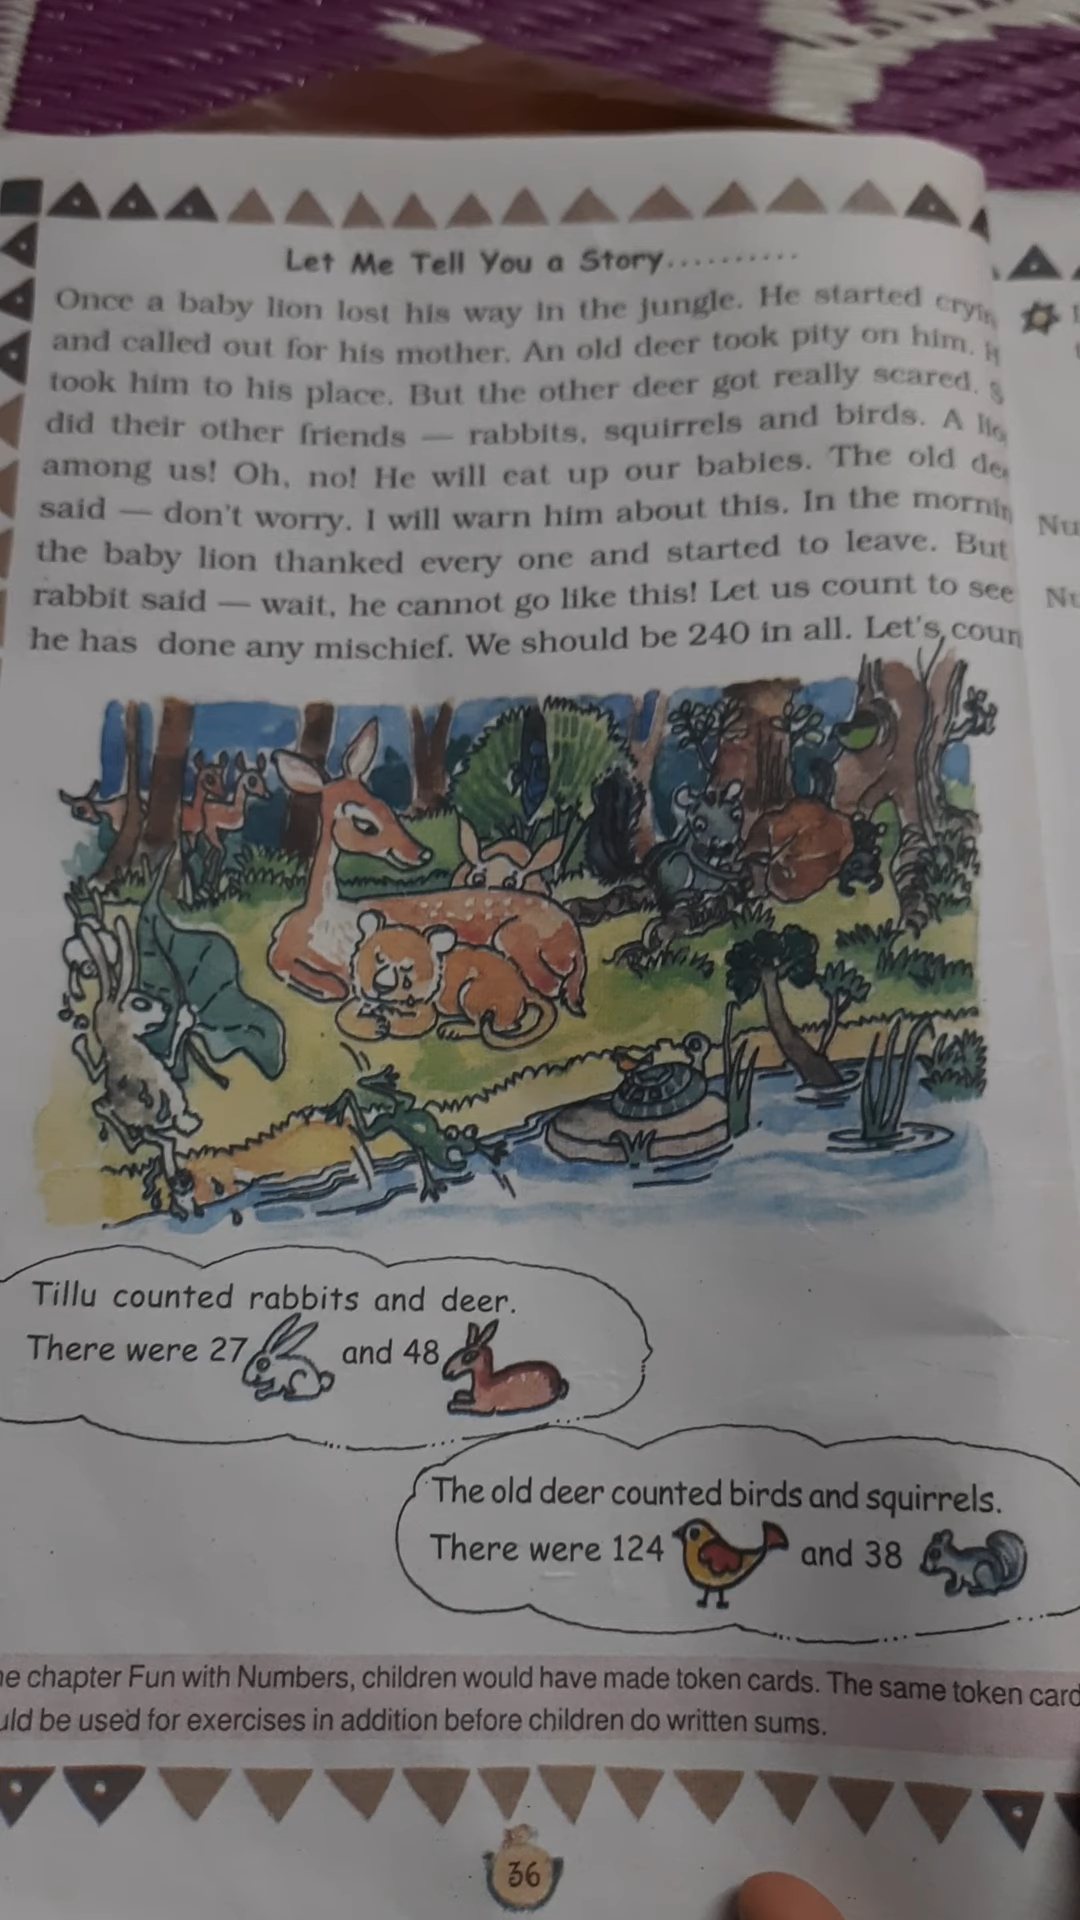 Let Me Tell You a Story..........
Once a baby lion lost his way in the jungle. He started
and called out for his mother. An old deer took pity on him.
took him to his place. But the other deer got really scared.
did their other friends — rabbits, squirrels and birds. A
among us! Oh, no! He will eat up our babies. The old
said — don't worry. I will warn him about this. In the
the baby lion thanked every one and started to leave. But
rabbit said — wait, he cannot go like this! Let us count to see
he has done any mischief. We should be 240 in all. Let's
Tillu counted rabbits and deer.
There were 27 and 48
The old deer counted birds and squirrels.
There were 124 and 38
chapter Fun with Numbers, children would have made token cards. The same token card
be used for exercises in addition before children do written sums.
36